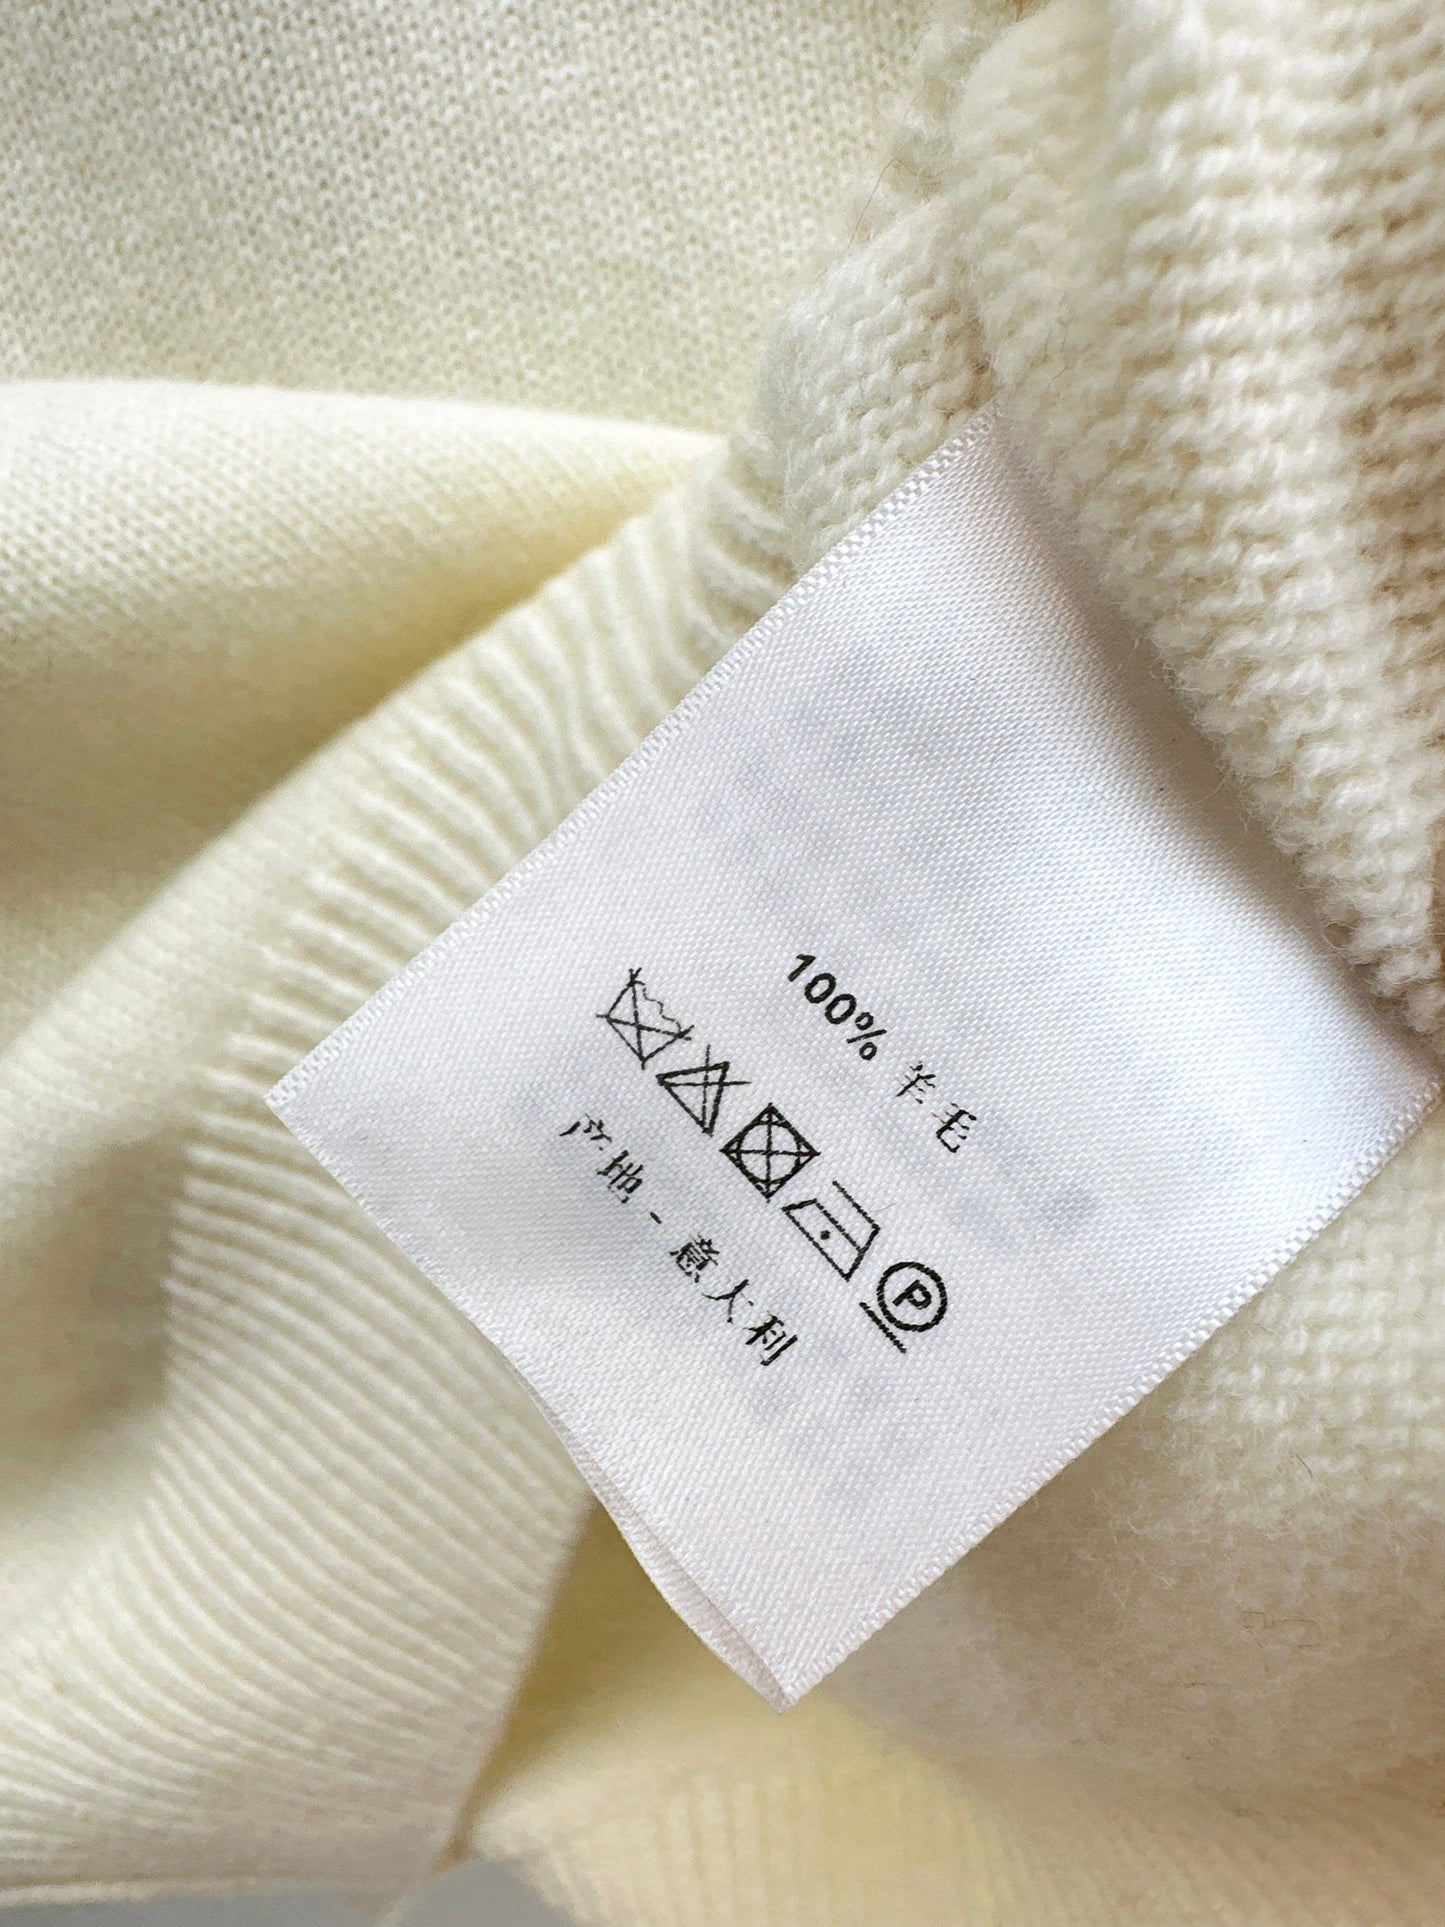 100% 羊毛
P
产地 - 意大利